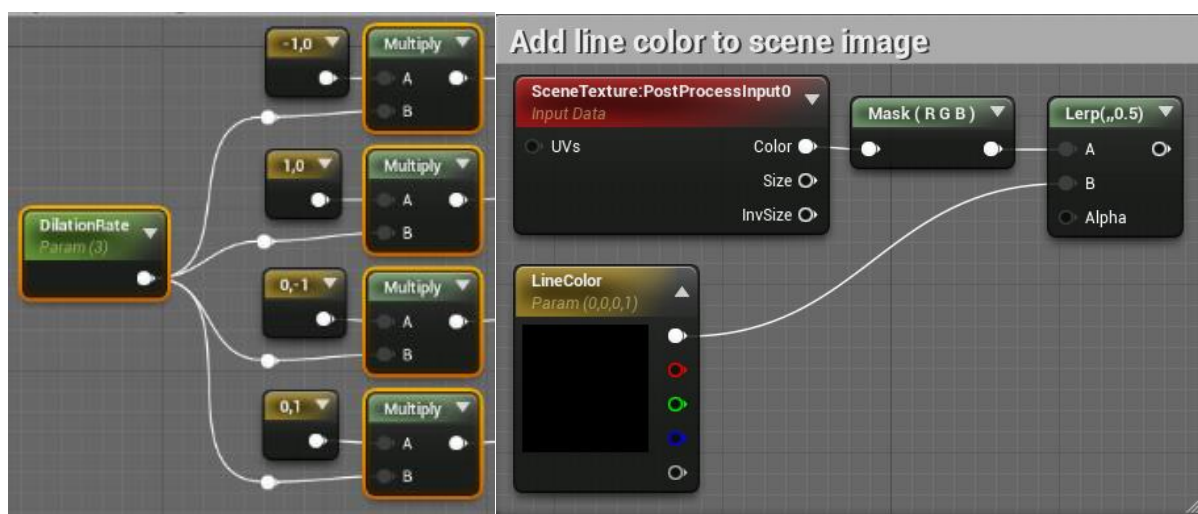 -1,0
Multiply
A
B
1,0
Multiply
A
B
DilationRate
Param (3)
0,-1
Multiply
A
B
0,1
Multiply
A
B
Add line color to scene image
SceneTexture:PostProcessInput0
Input Data
UVs
Color
Size
InvSize
Mask ( R G B )
Lerp(,,0.5)
A
B
Alpha
LineColor
Param (0,0,0,1)